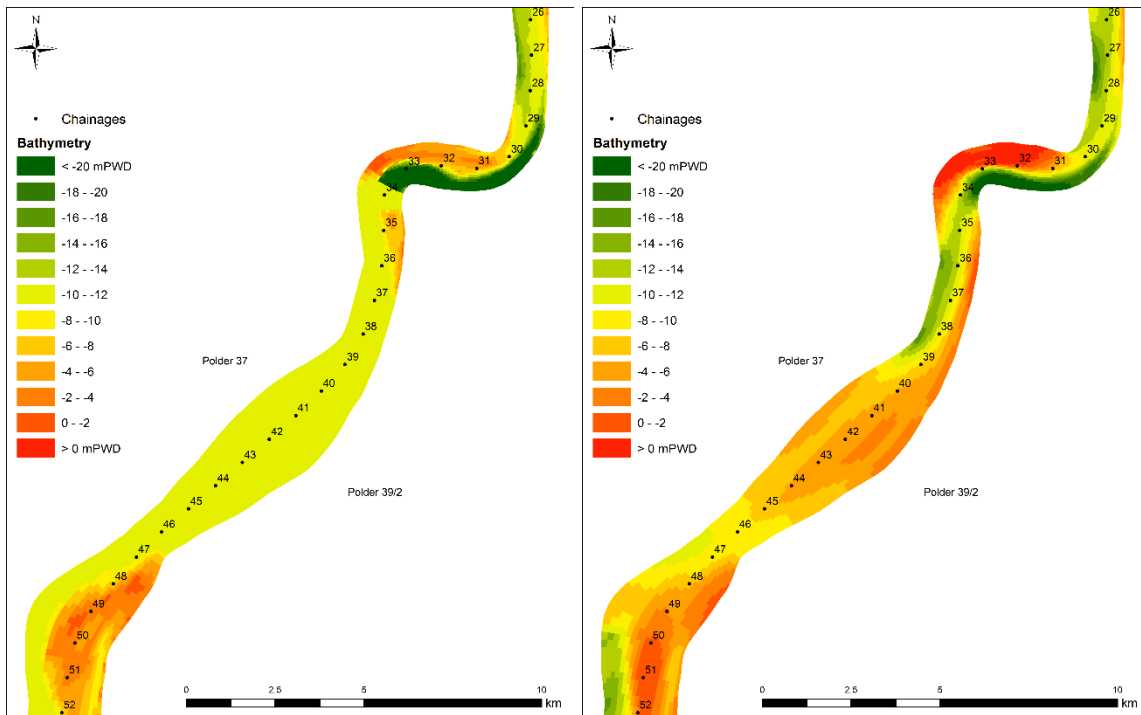 N
Chainages
Bathymetry
< -20 mPWD
-18 - -20
-16 - -18
-14 - -16
-12 - -14
-10 - -12
-8 - -10
-6 - -8
-4 - -6
-2 - -4
0 - -2
> 0 mPWD
26
27
28
29
30
31
32
33
34
35
36
37
38
39
40
41
42
43
44
45
46
47
48
49
50
51
52
Polder 37
Polder 39/2
0 2.5 5 10
km
N
Chainages
Bathymetry
< -20 mPWD
-18 - -20
-16 - -18
-14 - -16
-12 - -14
-10 - -12
-8 - -10
-6 - -8
-4 - -6
-2 - -4
0 - -2
> 0 mPWD
26
27
28
29
30
31
32
33
34
35
36
37
38
39
40
41
42
43
44
45
46
47
48
49
50
51
52
Polder 37
Polder 39/2
0 2.5 5 10
km